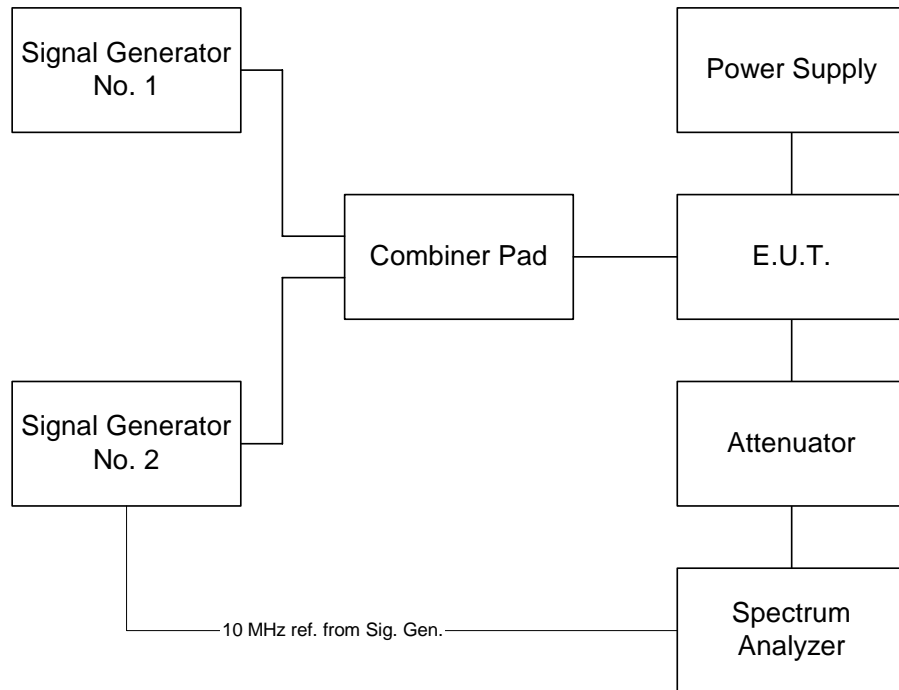 Signal Generator
No. 1
Power Supply
Combiner Pad
E.U.T.
Signal Generator
No. 2
Attenuator
10 MHz ref. from Sig. Gen.
Spectrum
Analyzer